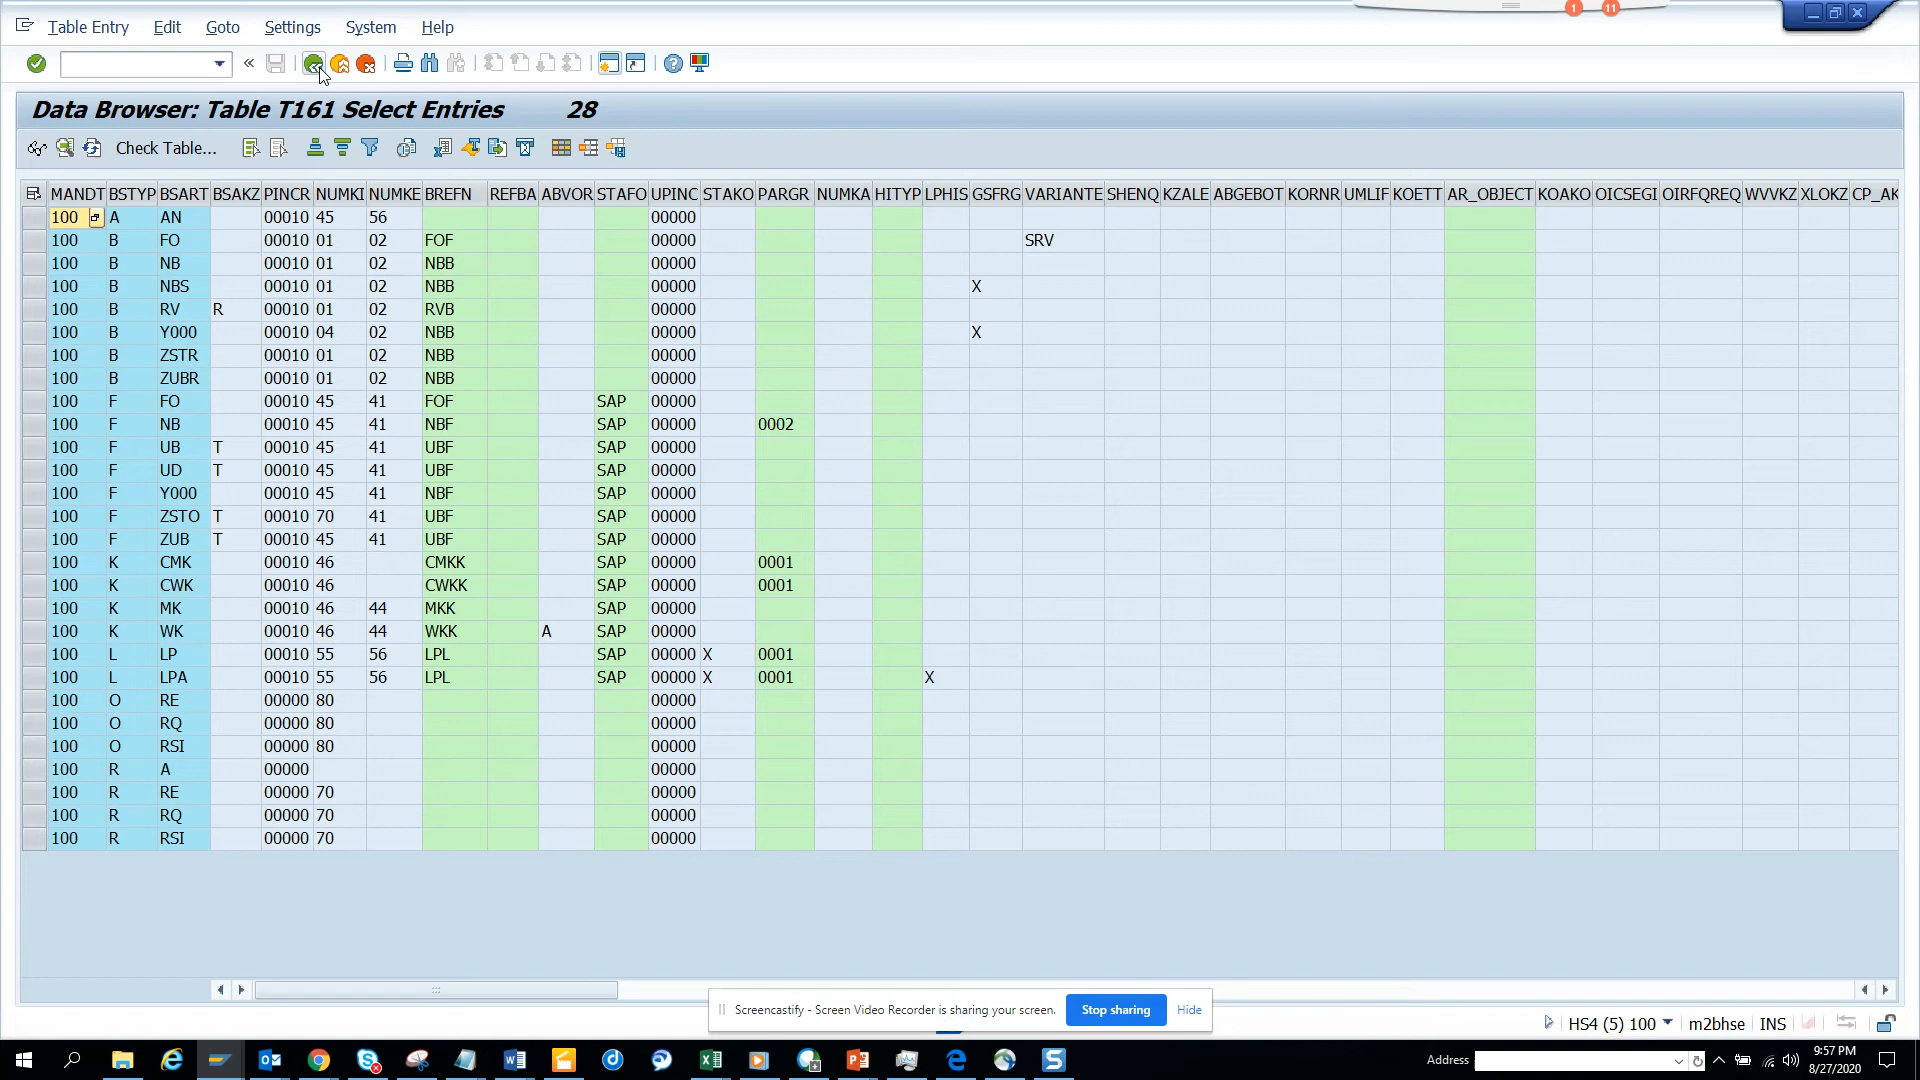 1 11
Table Entry Edit Goto Settings System Help
Data Browser: Table T161 Select Entries 28
Check Table...
MANDT BSTYP BSART BSAKZ PINCR NUMKI NUMKE BREFN REFBA ABVOR STAFO UPINC STAKO PARGR NUMKA HITYP LPHIS GSFRG VARIANTE SHENQ KZALE ABGEBOT KORNR UMLIF KOETT AR_OBJECT KOAKO OICSEGI OIRFQREQ WVVKZ XLOKZ CP_AK
100 A AN 00010 45 56 00000
100 B FO 00010 01 02 FOF 00000 SRV
100 B NB 00010 01 02 NBB 00000
100 B NBS 00010 01 02 NBB 00000 X
100 B RV R 00010 01 02 RVB 00000
100 B Y000 00010 04 02 NBB 00000 X
100 B ZSTR 00010 01 02 NBB 00000
100 B ZUBR 00010 01 02 NBB 00000
100 F FO 00010 45 41 FOF SAP 00000
100 F NB 00010 45 41 NBF SAP 00000 0002
100 F UB T 00010 45 41 UBF SAP 00000
100 F UD T 00010 45 41 UBF SAP 00000
100 F Y000 00010 45 41 NBF SAP 00000
100 F ZSTO T 00010 70 41 UBF SAP 00000
100 F ZUB T 00010 45 41 UBF SAP 00000
100 K CMK 00010 46 CMKK SAP 00000 0001
100 K CWK 00010 46 CWKK SAP 00000 0001
100 K MK 00010 46 44 MKK SAP 00000
100 K WK 00010 46 44 WKK A SAP 00000
100 L LP 00010 55 56 LPL SAP 00000 X 0001
100 L LPA 00010 55 56 LPL SAP 00000 X 0001 X
100 O RE 00000 80 00000
100 O RQ 00000 80 00000
100 O RSI 00000 80 00000
100 R A 00000 00000
100 R RE 00000 70 00000
100 R RQ 00000 70 00000
100 R RSI 00000 70 00000
Screencastify - Screen Video Recorder is sharing your screen. Stop sharing Hide
HS4 (5) 100 m2bhse INS
Address
9:57 PM
8/27/2020